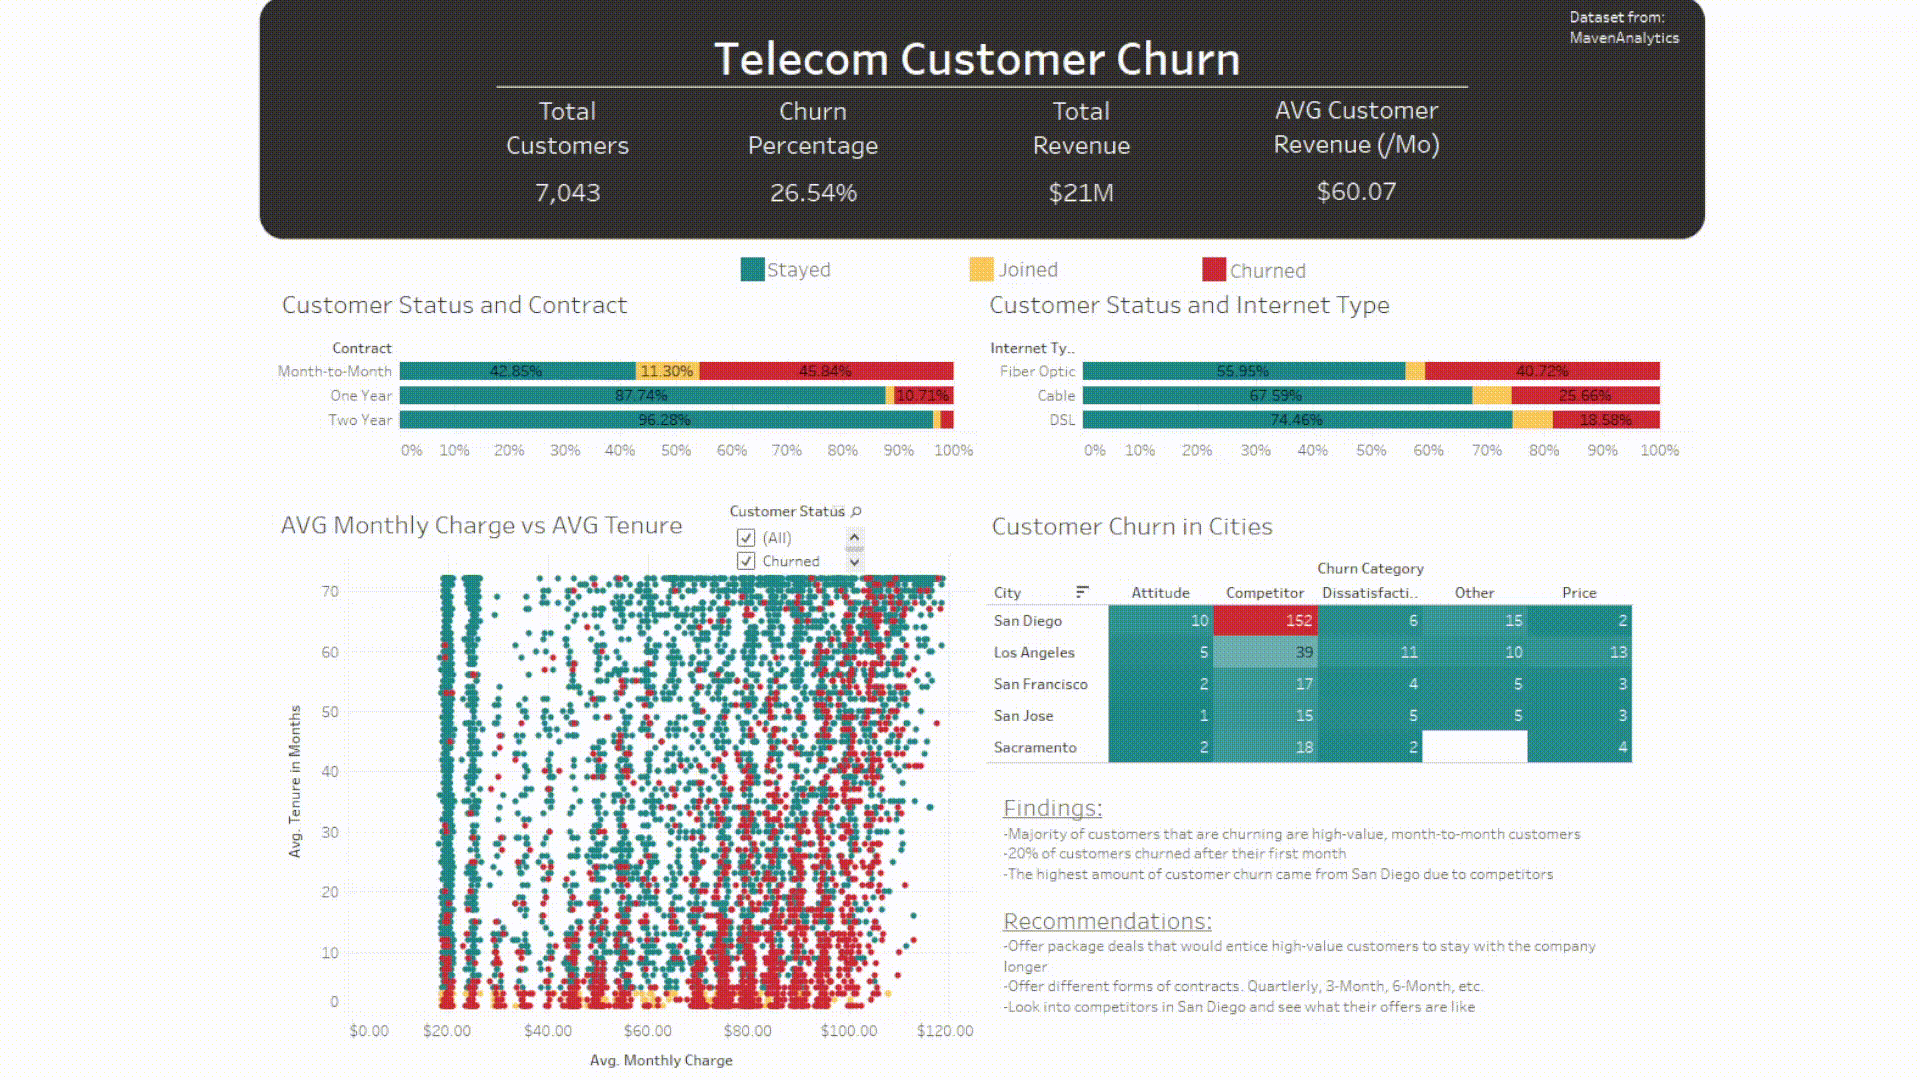 Dataset from:
MavenAnalytics
Telecom Customer Churn
Total
Customers
7,043
Churn
Percentage
26.54%
Total
Revenue
$21M
AVG Customer
Revenue (/Mo)
$60.07
Stayed
Joined
Churned
Customer Status and Contract
Contract
Month-to-Month 42.85% 11.30% 45.84%
One Year 87.74% 10.71%
Two Year 96.28%
0% 10% 20% 30% 40% 50% 60% 70% 80% 90% 100%
Customer Status and Internet Type
Internet Ty..
Fiber Optic 55.95% 40.72%
Cable 67.59% 25.66%
DSL 74.46% 18.58%
0% 10% 20% 30% 40% 50% 60% 70% 80% 90% 100%
AVG Monthly Charge vs AVG Tenure
Customer Status
(All)
Churned
Avg. Tenure in Months
70
60
50
40
30
20
10
0
$0.00 $20.00 $40.00 $60.00 $80.00 $100.00 $120.00
Avg. Monthly Charge
Customer Churn in Cities
Churn Category
City Attitude Competitor Dissatisfacti.. Other Price
San Diego 10 152 6 15 2
Los Angeles 5 39 11 10 13
San Francisco 2 17 4 5 3
San Jose 1 15 5 5 3
Sacramento 2 18 2 4
Findings:
-Majority of customers that are churning are high-value, month-to-month customers
-20% of customers churned after their first month
-The highest amount of customer churn came from San Diego due to competitors
Recommendations:
-Offer package deals that would entice high-value customers to stay with the company
longer
-Offer different forms of contracts. Quartlerly, 3-Month, 6-Month, etc.
-Look into competitors in San Diego and see what their offers are like